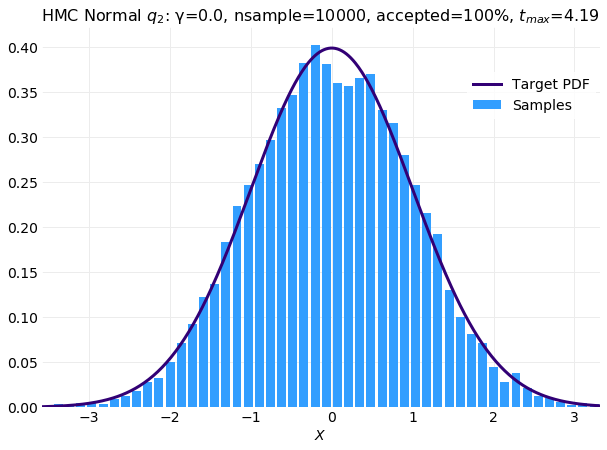 HMC Normal q₂: γ=0.0, nsample=10000, accepted=100%, t_max=4.19
0.40
0.35
0.30
0.25
0.20
0.15
0.10
0.05
0.00
Target PDF
Samples
−3 −2 −1 0 1 2 3
X